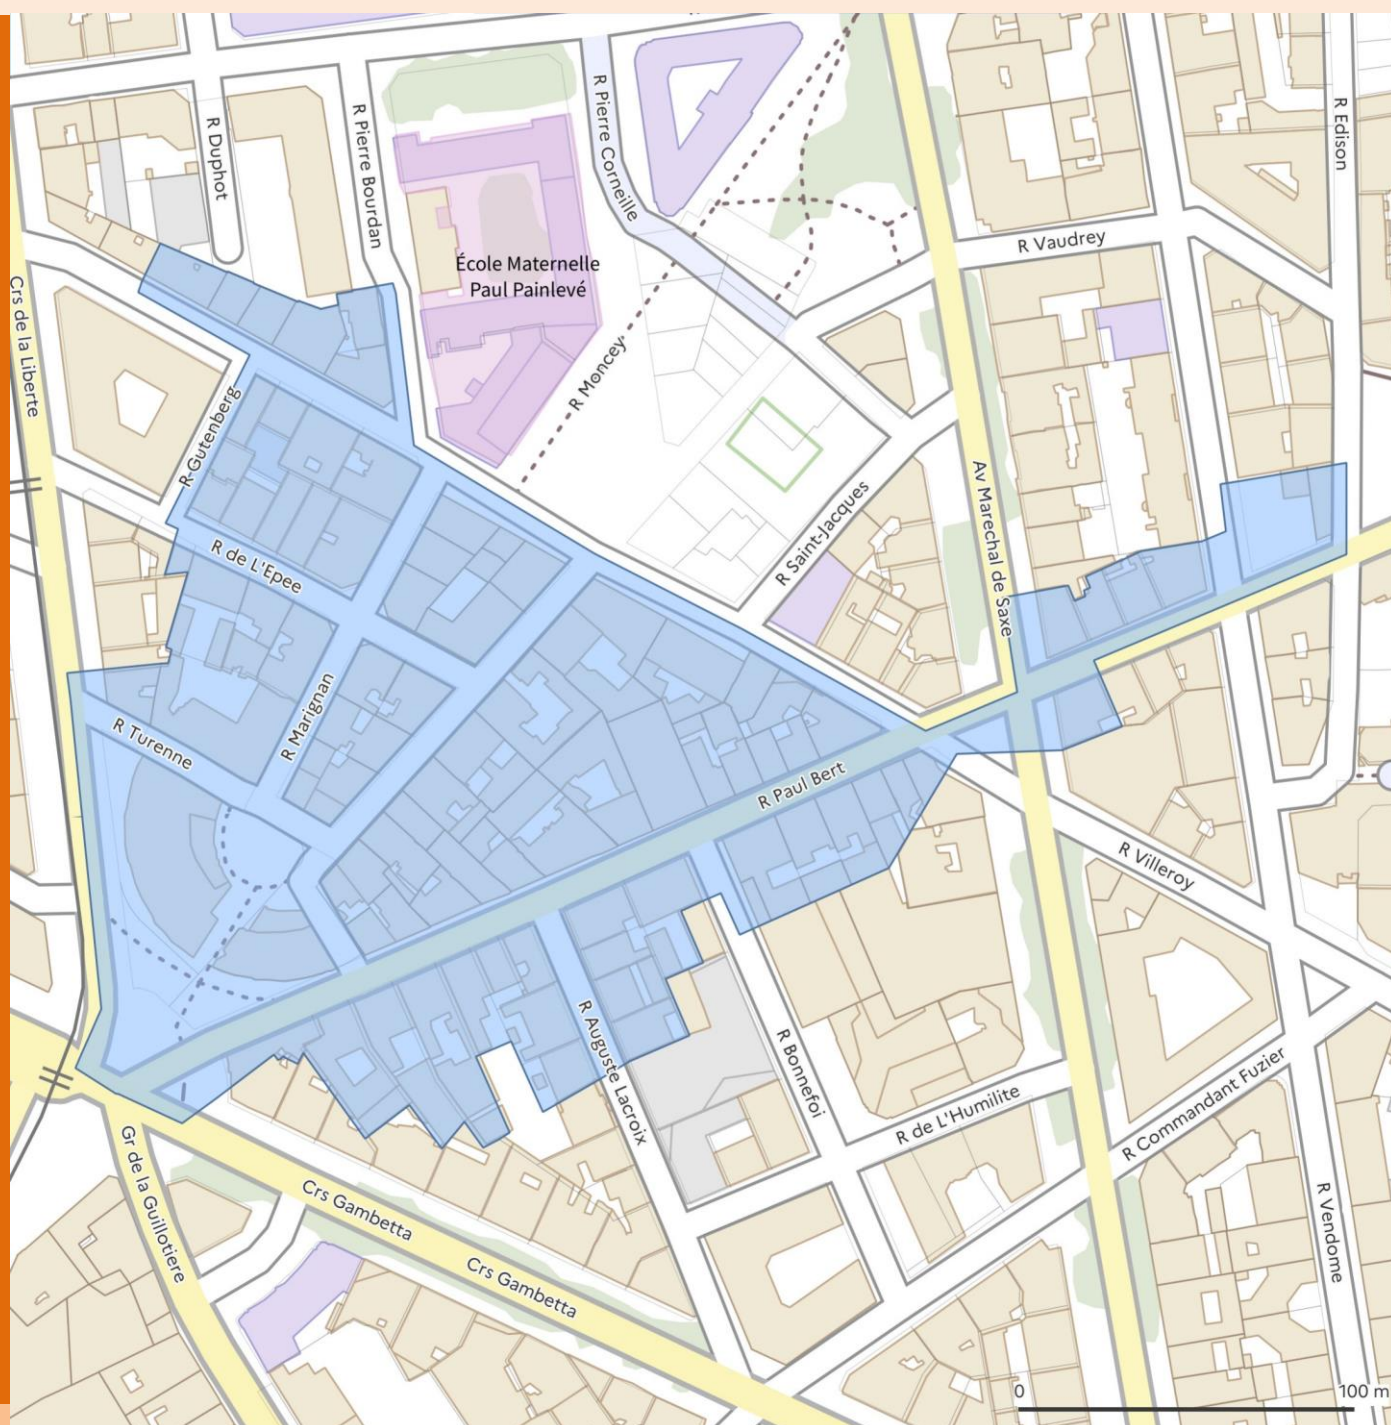 R Duphot
R Pierre Bourdan
R Pierre Corneille
R Edison
École Maternelle
Paul Painlevé
R Vaudrey
Crs de la Liberte
R Moncey
R Gutenberg
R Saint-Jacques
Av Marechal de Saxe
R de L'Epee
R Marignan
R Turenne
R Paul Bert
R Villeroy
R Auguste Lacroix
R Bonnefoi
R de L'Humilite
R Commandant Fuzier
Gr de la Guillotiere
Crs Gambetta
Crs Gambetta
R Vendome
0
100 m